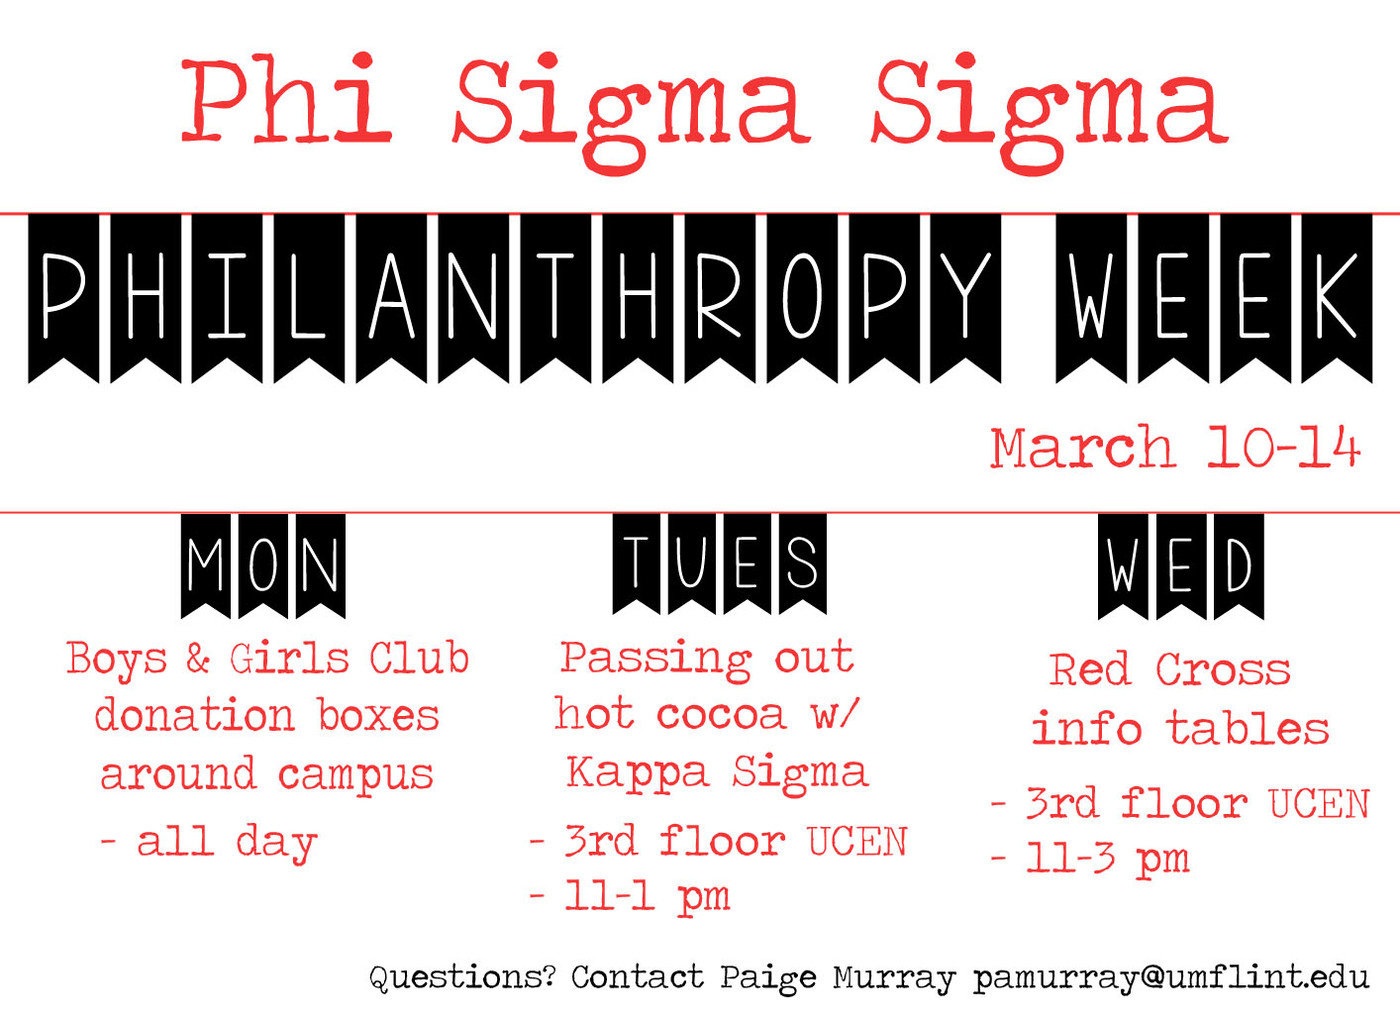 Phi Sigma Sigma
PHILANTHROPY WEEK
March 10-14
MON
Boys & Girls Club
donation boxes
around campus
- all day
TUES
Passing out
hot cocoa w/
Kappa Sigma
- 3rd floor UCEN
- 11-1 pm
WED
Red Cross
info tables
- 3rd floor UCEN
- 11-3 pm
Questions? Contact Paige Murray pamurray@umflint.edu